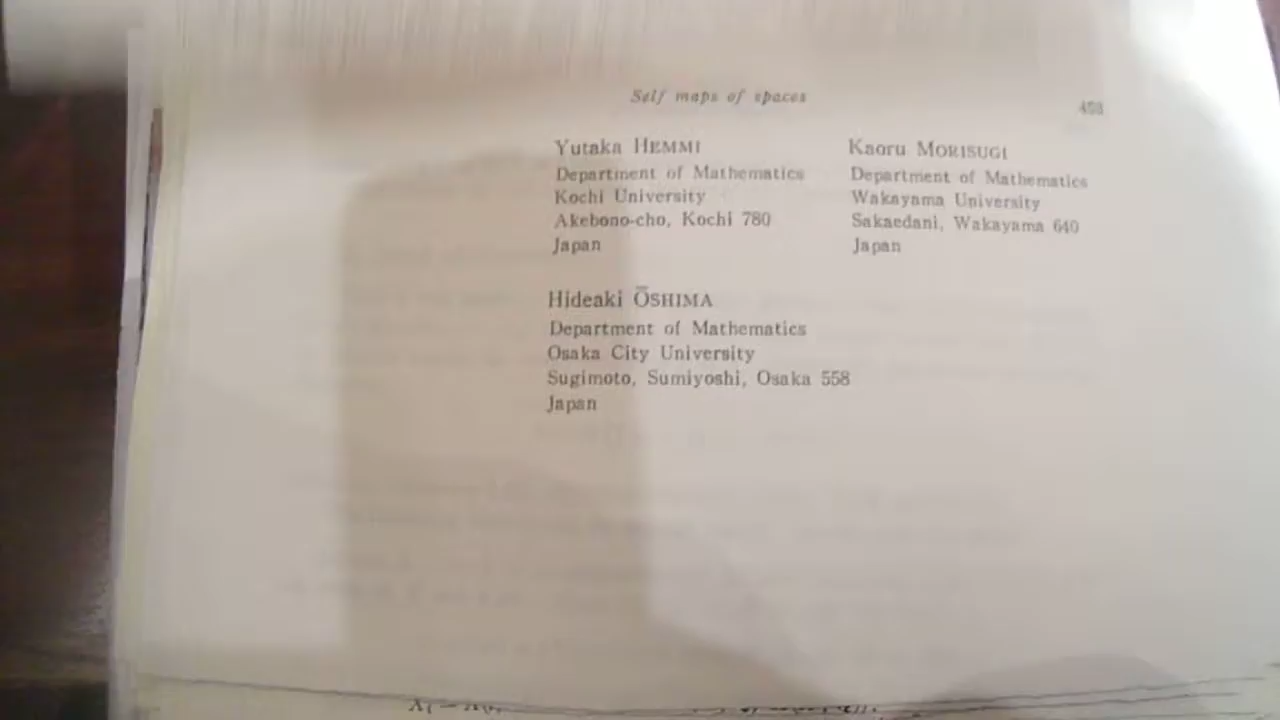 Self maps of spaces
Yutaka HEMMI
Department of Mathematics
Kochi University
Akebono-cho, Kochi 780
Japan
Kaoru MORISUGI
Department of Mathematics
Wakayama University
Sakaedani, Wakayama 640
Japan
Hideaki ŌSHIMA
Department of Mathematics
Osaka City University
Sugimoto, Sumiyoshi, Osaka 558
Japan